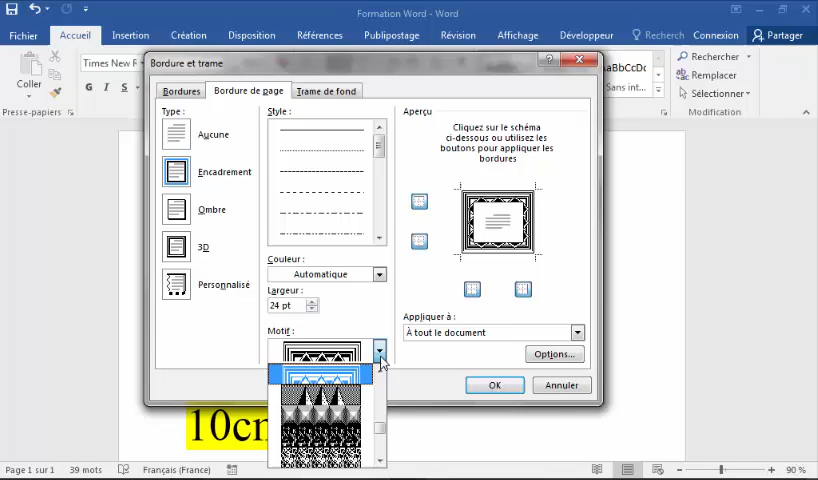 Formation Word - Word
Fichier Accueil Insertion Création Disposition Références Publipostage Révision Affichage Développeur Recherch Connexion Partager
Coller
Times New R
G I S
Presse-papiers
aBbCcDc
Sans int...
Rechercher
Remplacer
Sélectionner
Modification
Bordure et trame
Bordures Bordure de page Trame de fond
Type :
Aucune
Encadrement
Ombre
3D
Personnalisé
Style :
Couleur :
Automatique
Largeur :
24 pt
Motif :
Aperçu
Cliquez sur le schéma
ci-dessous ou utilisez les
boutons pour appliquer les
bordures
Appliquer à :
À tout le document
Options...
OK Annuler
10cm
Page 1 sur 1 39 mots Français (France) 90 %